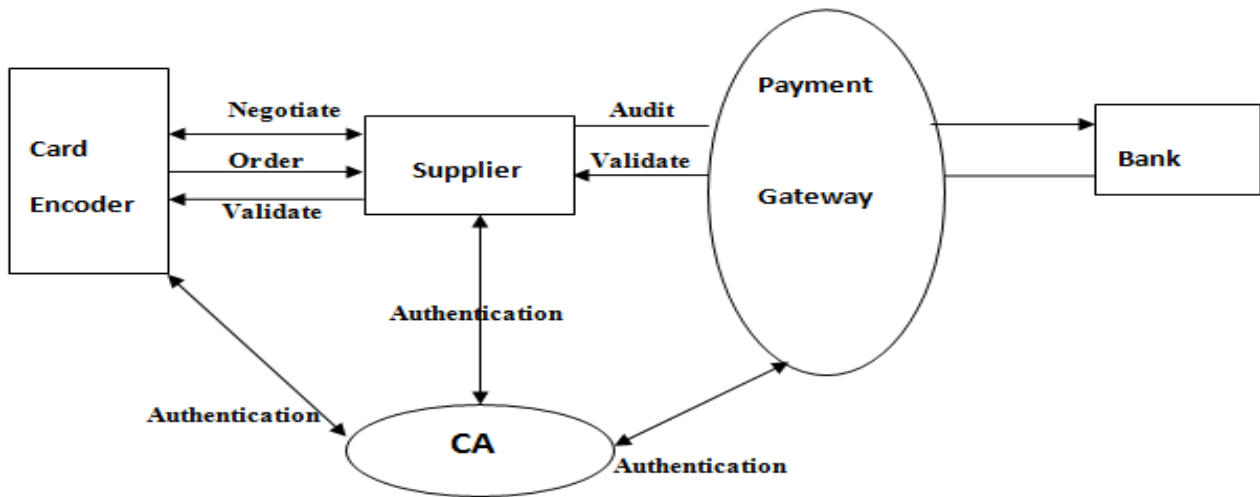 Payment
Gateway
Negotiate
Audit
Card
Encoder
Order
Supplier
Validate
Bank
Validate
Authentication
Authentication
CA
Authentication